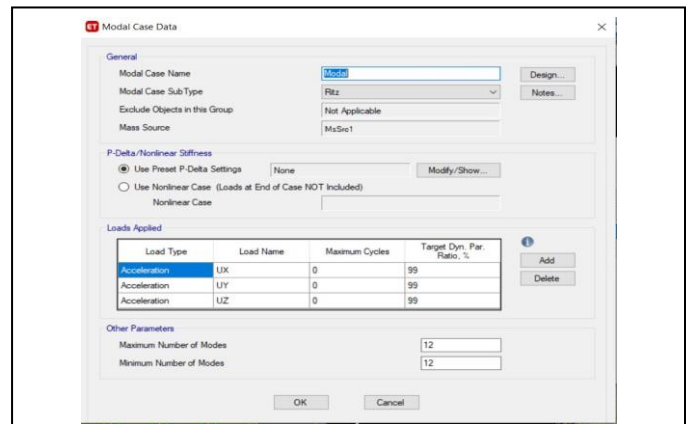 ET Modal Case Data
General
Modal Case Name Modal Design...
Modal Case SubType Ritz Notes...
Exclude Objects in this Group Not Applicable
Mass Source MsSrc1
P-Delta/Nonlinear Stiffness
Use Preset P-Delta Settings None Modify/Show...
Use Nonlinear Case (Loads at End of Case NOT Included)
Nonlinear Case
Loads Applied
Load Type Load Name Maximum Cycles Target Dyn. Par. Ratio, %
Add
Acceleration UX 0 99
Delete
Acceleration UY 0 99
Acceleration UZ 0 99
Other Parameters
Maximum Number of Modes 12
Minimum Number of Modes 12
OK Cancel